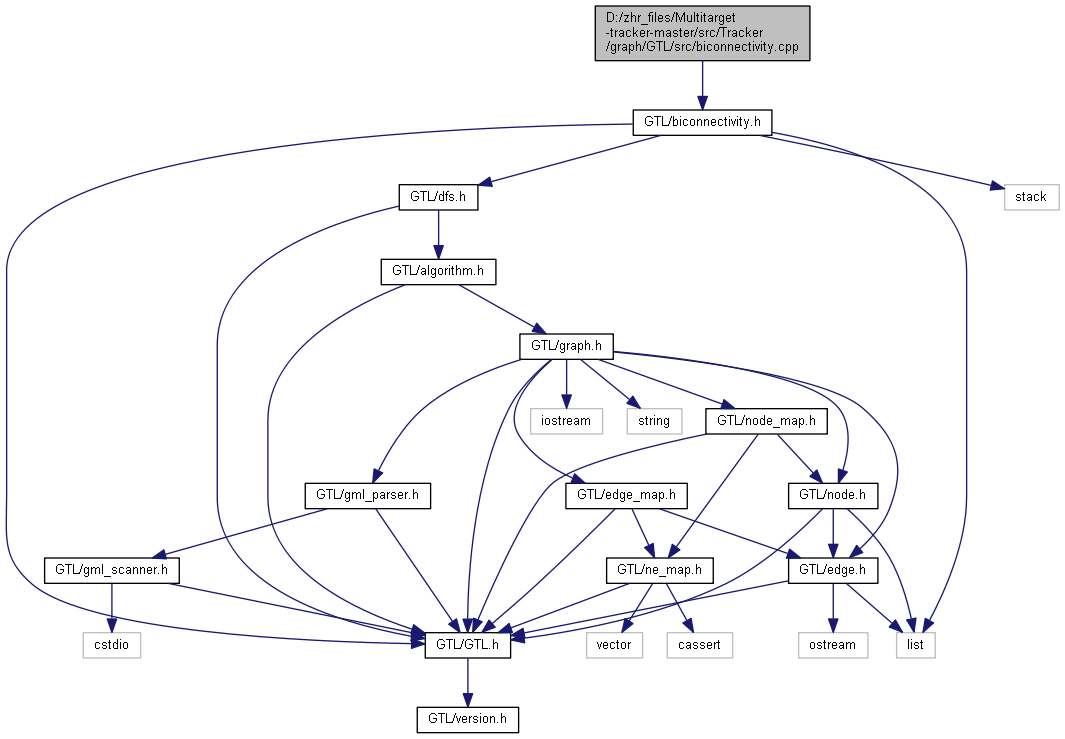 D:/zhr_files/Multitarget
-tracker-master/src/Tracker
/graph/GTL/src/biconnectivity.cpp
GTL/biconnectivity.h
GTL/dfs.h
stack
GTL/algorithm.h
GTL/graph.h
iostream
string
GTL/node_map.h
GTL/gml_parser.h
GTL/edge_map.h
GTL/node.h
GTL/gml_scanner.h
GTL/ne_map.h
GTL/edge.h
cstdio
GTL/GTL.h
vector
cassert
ostream
list
GTL/version.h